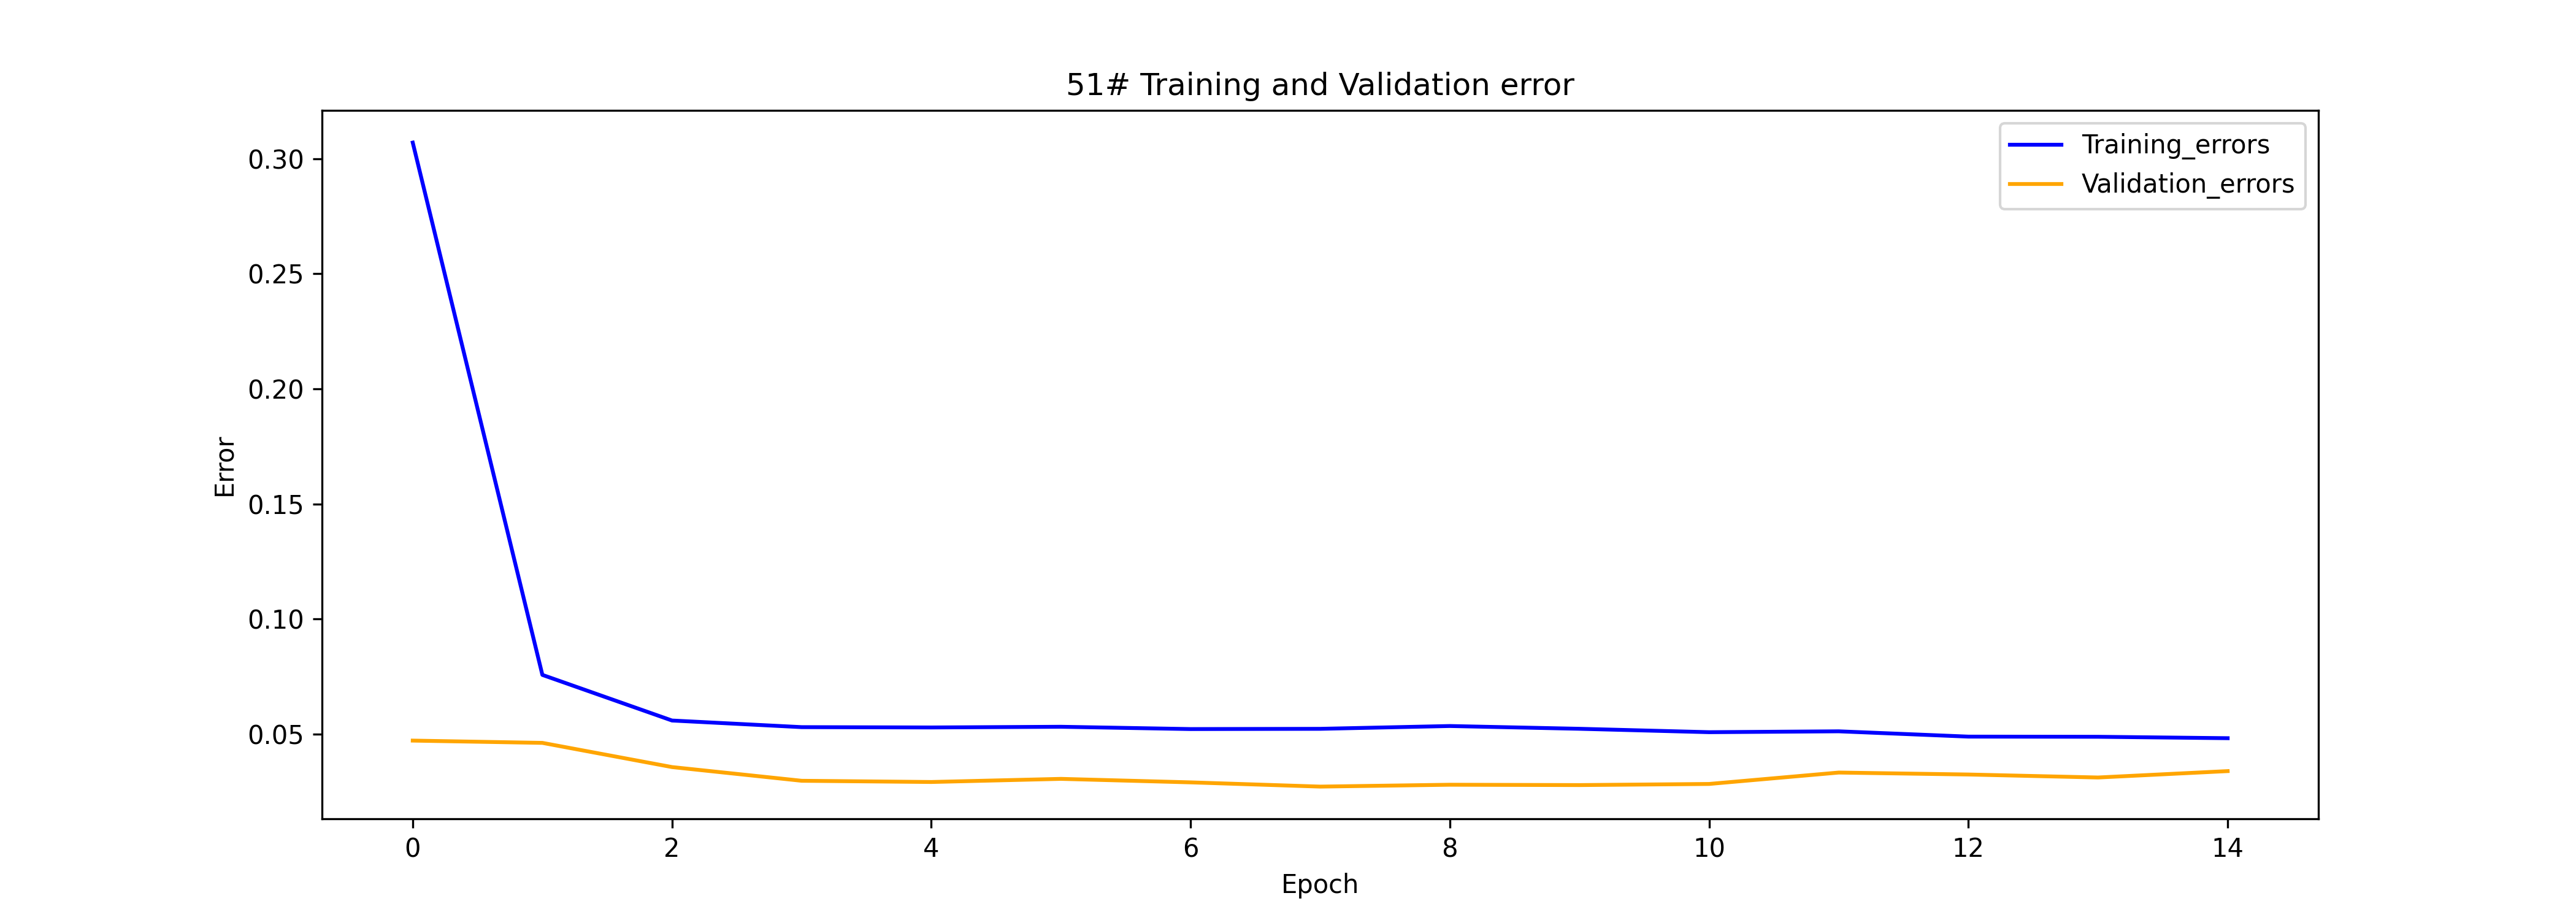 51# Training and Validation error
Training_errors
Validation_errors
0.30
0.25
0.20
0.15
0.10
0.05
Error
0 2 4 6 8 10 12 14
Epoch